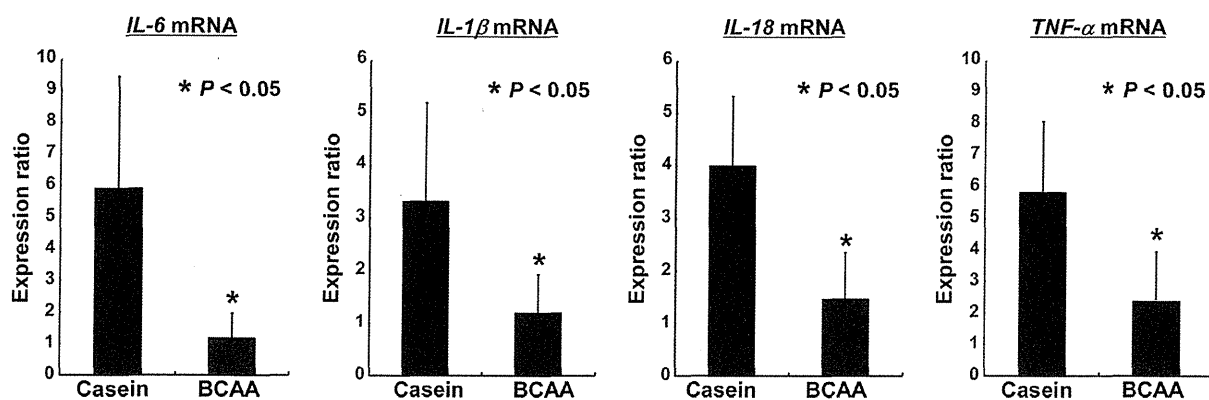 IL-6 mRNA
Expression ratio
10
9
8
7
6
5
4
3
2
1
0
* P < 0.05
*
Casein BCAA
IL-1β mRNA
Expression ratio
6
5
4
3
2
1
0
* P < 0.05
*
Casein BCAA
IL-18 mRNA
Expression ratio
6
5
4
3
2
1
0
* P < 0.05
*
Casein BCAA
TNF-α mRNA
Expression ratio
10
9
8
7
6
5
4
3
2
1
0
* P < 0.05
*
Casein BCAA